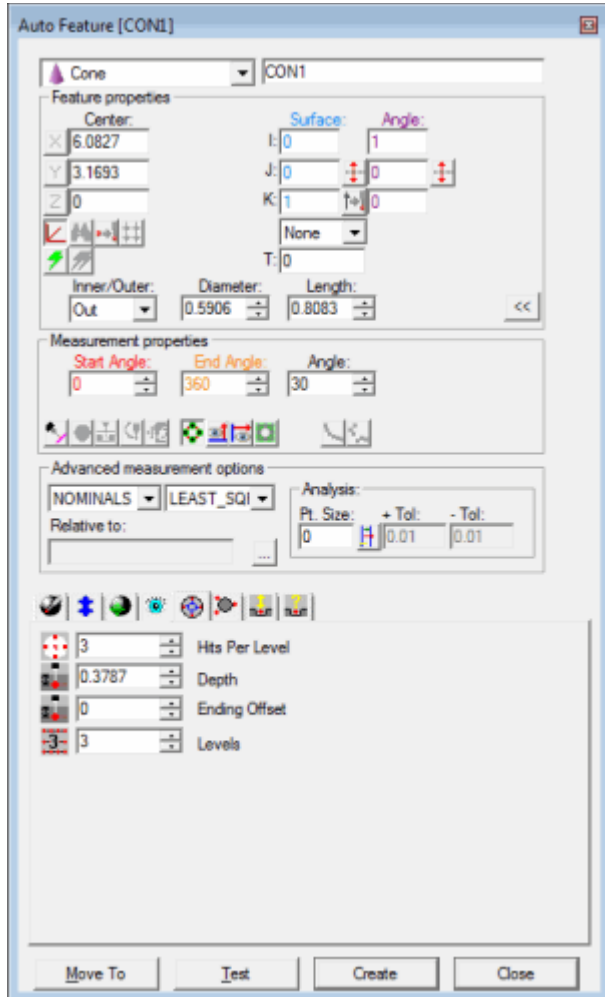 Auto Feature [CON1]
Cone CON1
Feature properties
Center: Surface: Angle:
X 6.0827 I: 0 1
Y 3.1693 J: 0 0
Z 0 K: 1 0
None
T: 0
Inner/Outer: Diameter: Length:
Out 0.5906 0.8083 <<
Measurement properties
Start Angle: End Angle: Angle:
0 360 30
Advanced measurement options
NOMINALS LEAST_SQI
Analysis:
Pt. Size: + Tol: - Tol:
Relative to:
0 0.01 0.01
...
3 Hits Per Level
0.3787 Depth
0 Ending Offset
3 3 Levels
Move To Test Create Close